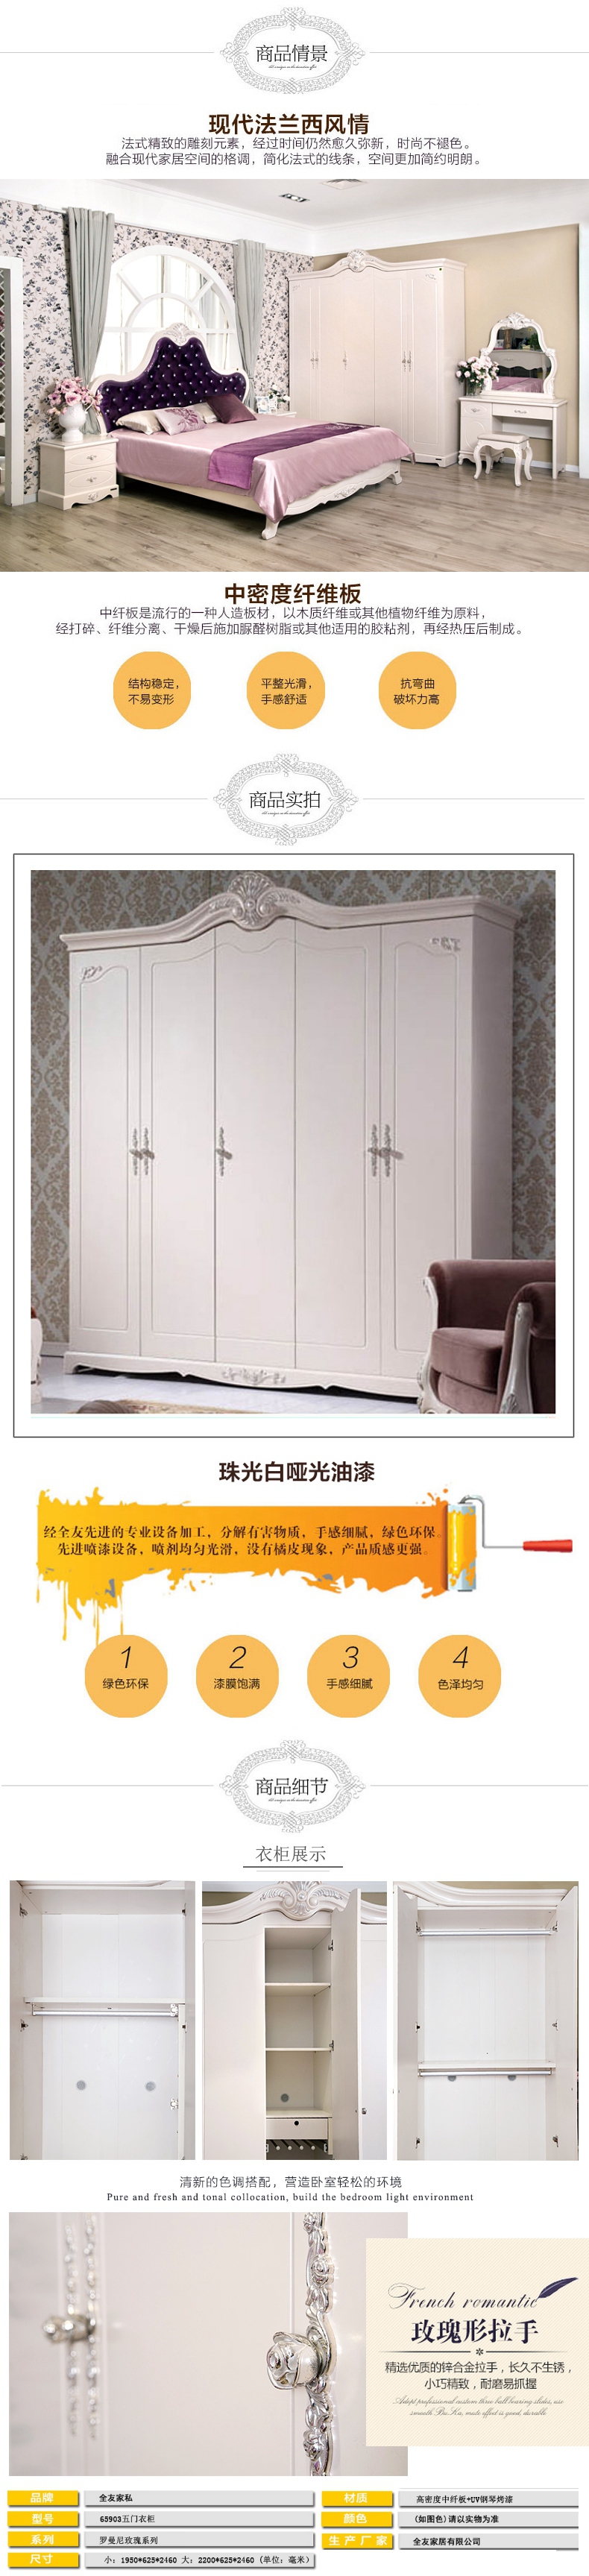 商品情景
现代法兰西风情
法式精致的雕刻元素，经过时间仍然愈久弥新，时尚不褪色。
融合现代家居空间的格调，简化法式的线条，空间更加简约明朗。
中密度纤维板
中纤板是流行的一种人造板材，以木质纤维或其他植物纤维为原料，
经打碎、纤维分离、干燥后施加脲醛树脂或其他适用的胶粘剂，再经热压后制成。
结构稳定，
不易变形
平整光滑，
手感舒适
抗弯曲
破坏力高
商品实拍
珠光白哑光油漆
经全友先进的专业设备加工，分解有害物质，手感细腻，绿色环保。
先进喷漆设备，喷剂均匀光滑，没有橘皮现象，产品质感更强。
1
绿色环保
2
漆膜饱满
3
手感细腻
4
色泽均匀
商品细节
衣柜展示
清新的色调搭配，营造卧室轻松的环境
Pure and fresh and tonal collocation, build the bedroom light environment
French romantic
玫瑰形拉手
精选优质的锌合金拉手，长久不生锈，
小巧精致，耐磨易抓握
Adopt professional custom three ball bearing slides, use
品牌 全友家私
材质 高密度中纤板+UV钢琴烤漆
型号 65903五门衣柜
颜色 (如图色)请以实物为准
系列 罗曼尼玫瑰系列
生产厂家 全友家居有限公司
尺寸 小：1950*625*2460 大：2200*625*2460 (单位：毫米)